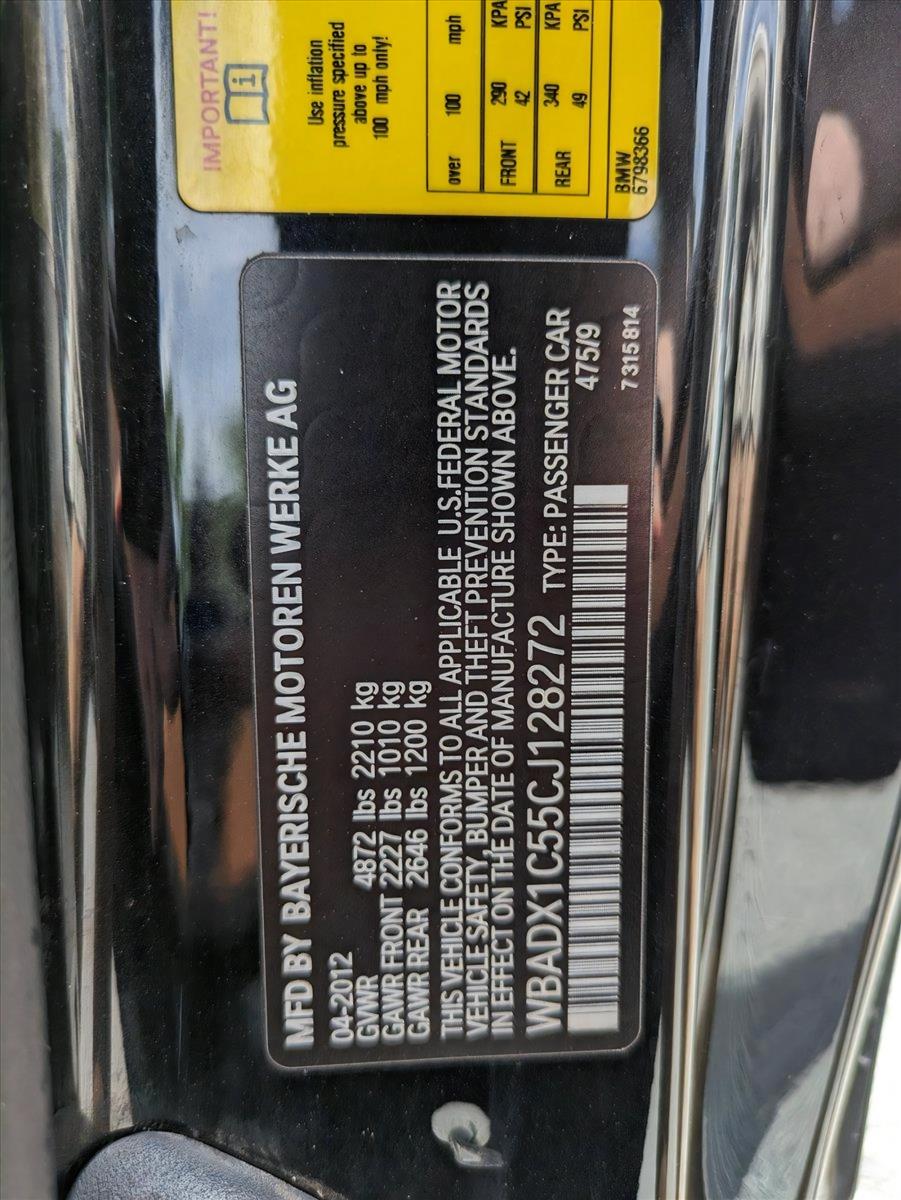 MFD BY BAYERISCHE MOTOREN WERKE AG
04-2012
GVWR 4872 lbs 2210 kg
GAWR FRONT 2227 lbs 1010 kg
GAWR REAR 2646 lbs 1200 kg
THIS VEHICLE CONFORMS TO ALL APPLICABLE U.S.FEDERAL MOTOR
VEHICLE SAFETY, BUMPER AND THEFT PREVENTION STANDARDS
IN EFFECT ON THE DATE OF MANUFACTURE SHOWN ABOVE.
WBADX1C55CJ128272 TYPE: PASSENGER CAR
475/9
7 315 814
IMPORTANT!
Use inflation
pressure specified
above up to
100 mph only!
over 100 mph
FRONT 290 KPA
42 PSI
REAR 340 KPA
49 PSI
BMW
6798366